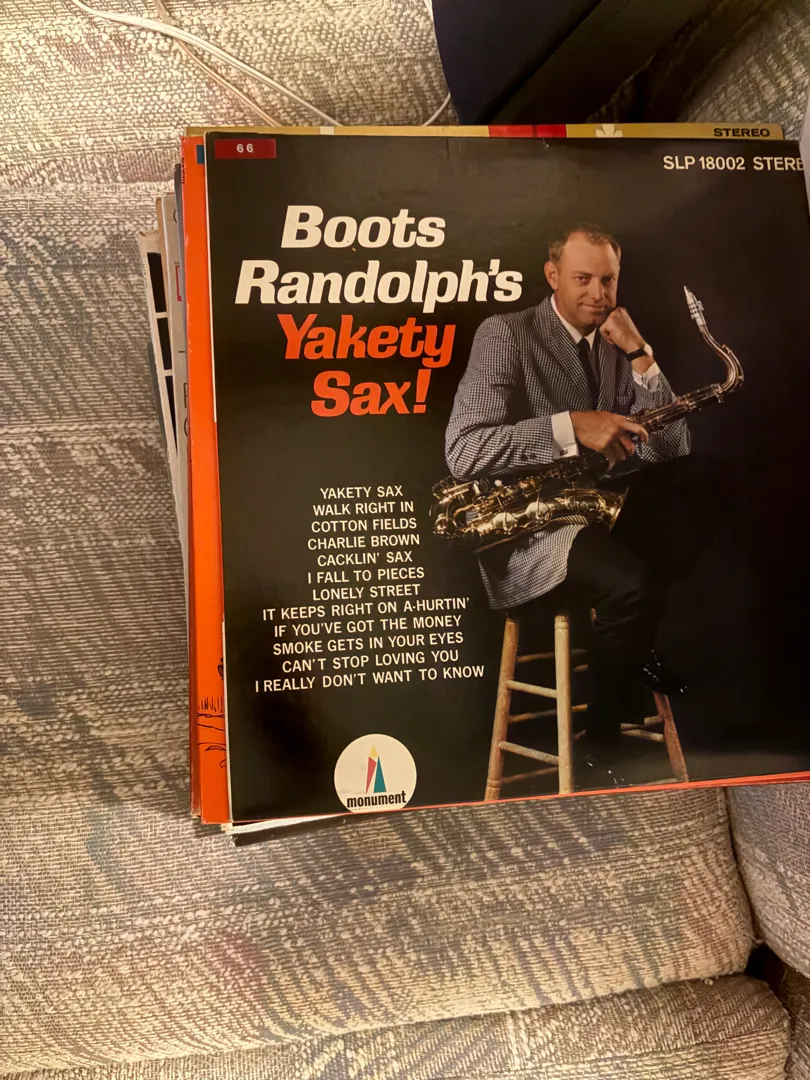 STEREO
66
SLP 18002 STERE
Boots
Randolph's
Yakety
Sax!
YAKETY SAX
WALK RIGHT IN
COTTON FIELDS
CHARLIE BROWN
CACKLIN' SAX
I FALL TO PIECES
LONELY STREET
IT KEEPS RIGHT ON A-HURTIN'
IF YOU'VE GOT THE MONEY
SMOKE GETS IN YOUR EYES
CAN'T STOP LOVING YOU
I REALLY DON'T WANT TO KNOW
monument